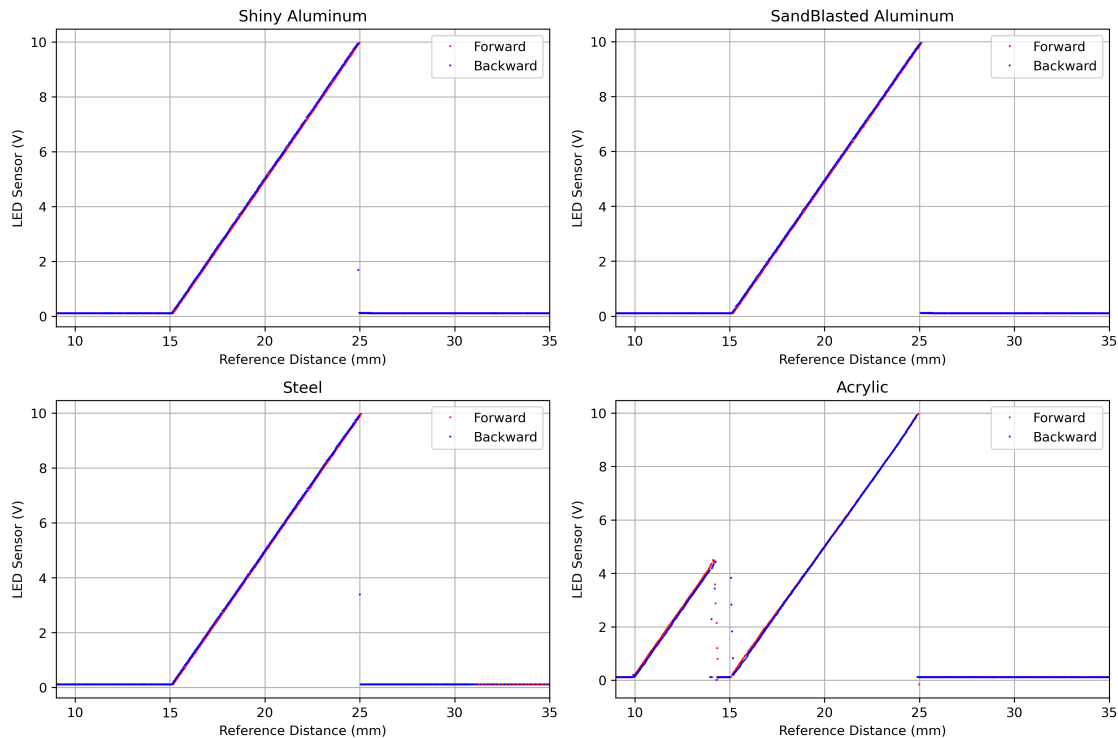 Shiny Aluminum
LED Sensor (V)
10
8
6
4
2
0
Forward
Backward
10 15 20 25 30 35
Reference Distance (mm)
SandBlasted Aluminum
LED Sensor (V)
10
8
6
4
2
0
Forward
Backward
10 15 20 25 30 35
Reference Distance (mm)
Steel
LED Sensor (V)
10
8
6
4
2
0
Forward
Backward
10 15 20 25 30 35
Reference Distance (mm)
Acrylic
LED Sensor (V)
10
8
6
4
2
0
Forward
Backward
10 15 20 25 30 35
Reference Distance (mm)